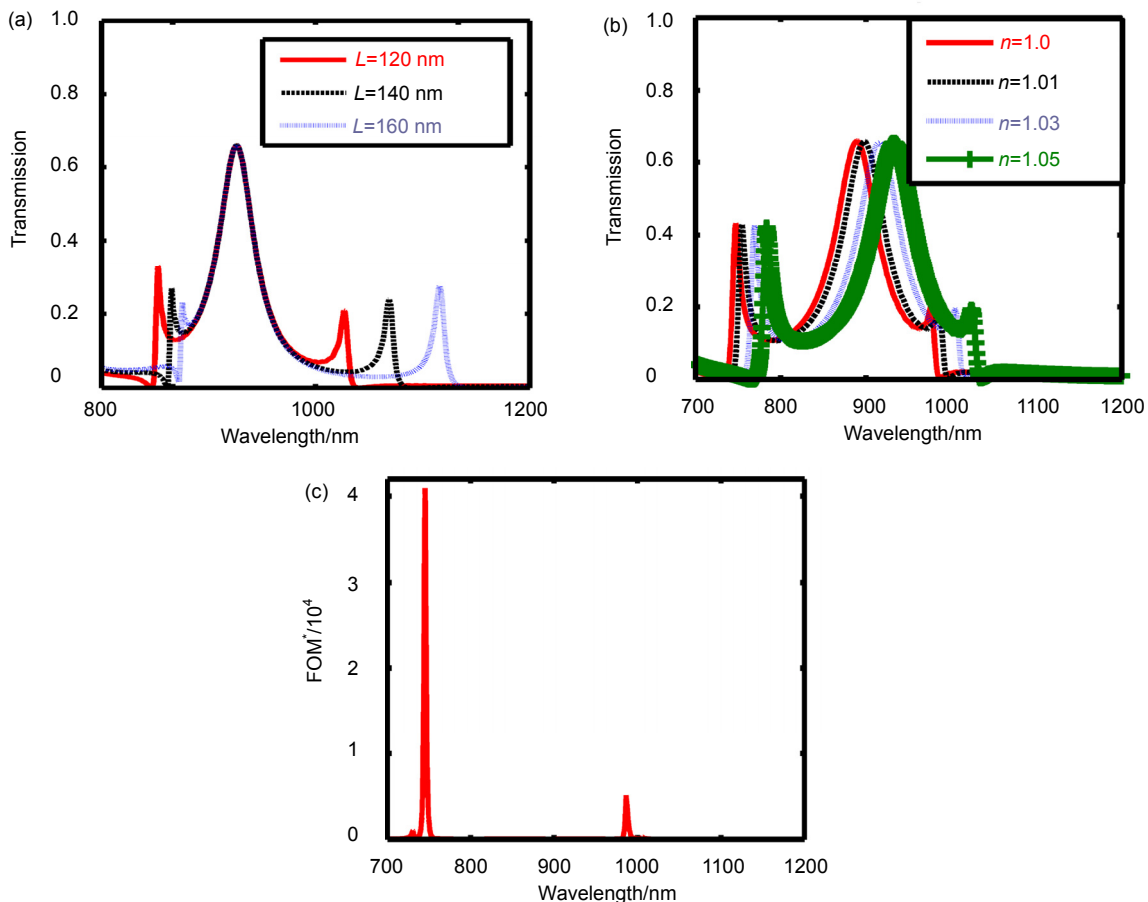 (a)
1.0
0.8
0.6
0.4
0.2
0
Transmission
L=120 nm
L=140 nm
L=160 nm
800
1000
1200
Wavelength/nm
(b)
1.0
0.8
0.6
0.4
0.2
0
Transmission
n=1.0
n=1.01
n=1.03
n=1.05
700
800
900
1000
1100
1200
Wavelength/nm
(c)
4
3
2
1
0
FOM*/10⁴
700
800
900
1000
1100
1200
Wavelength/nm